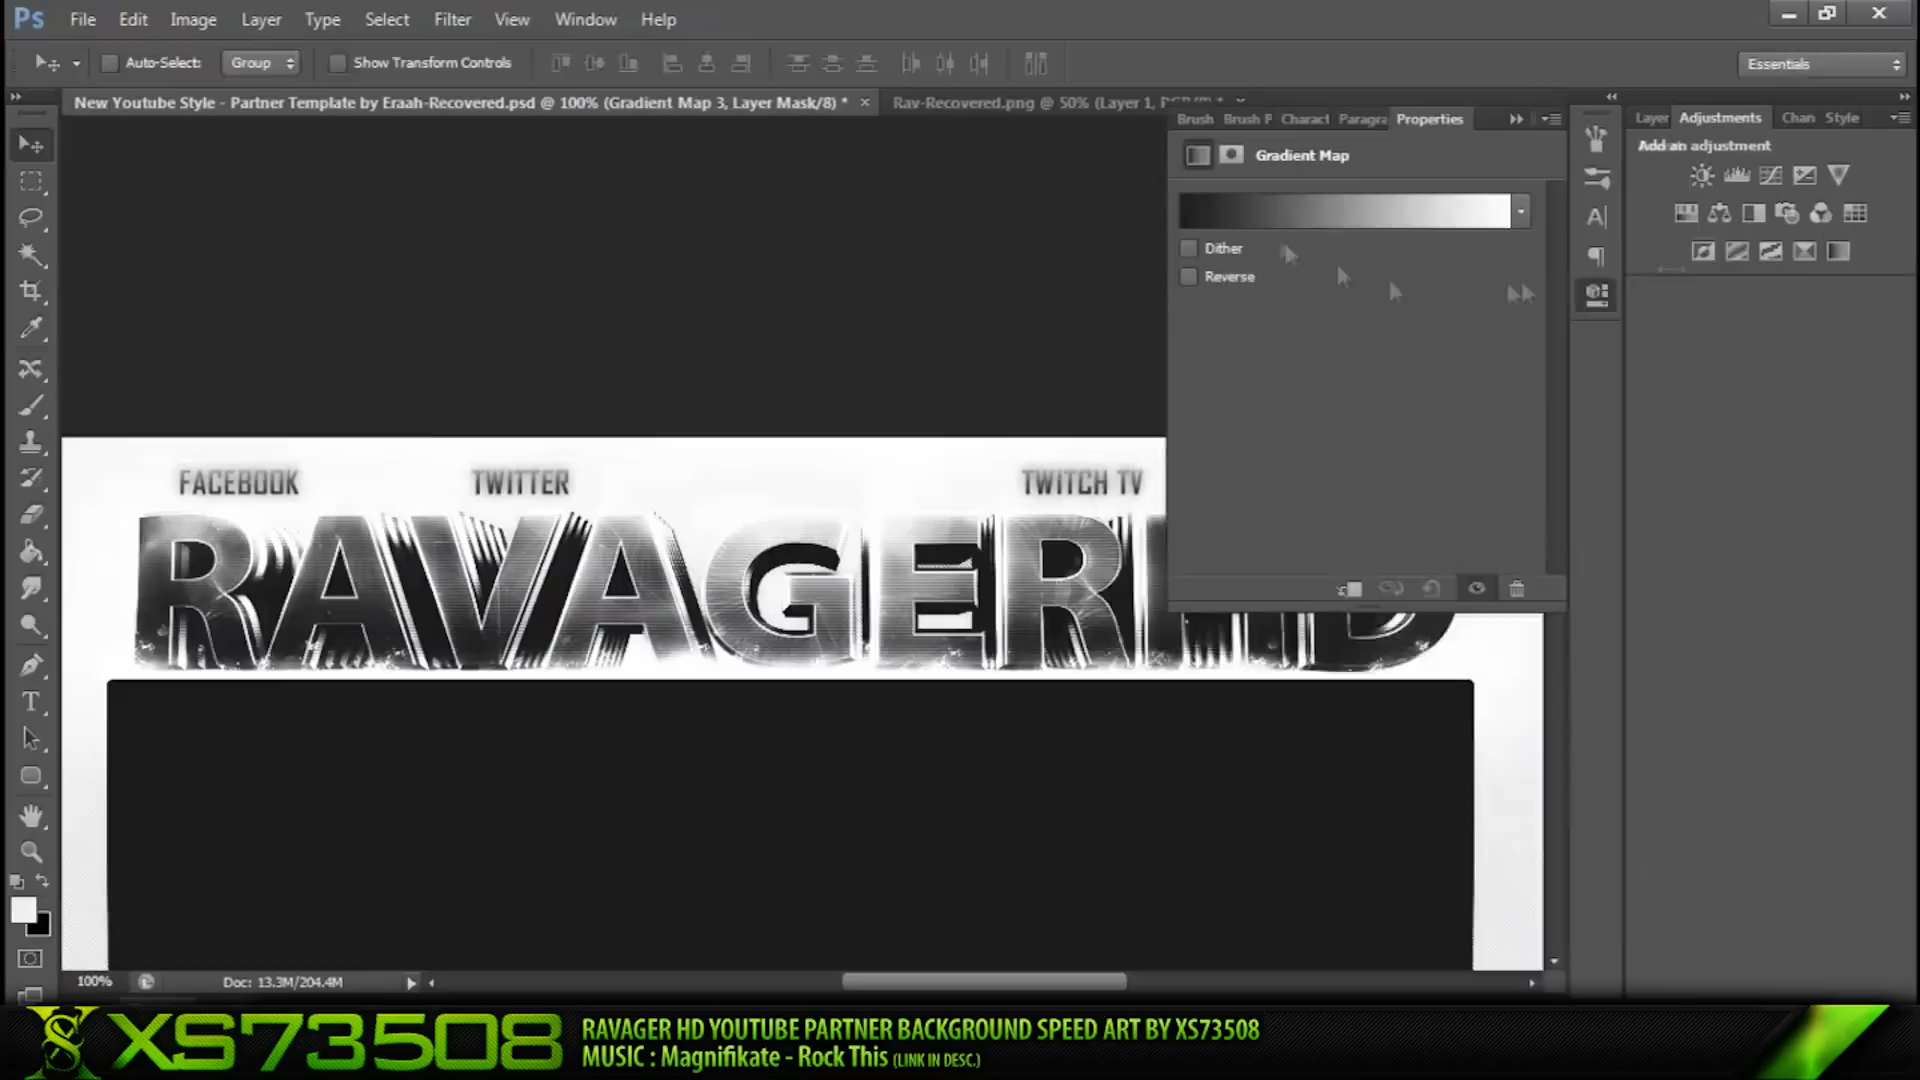 Ps File Edit Image Layer Type Select Filter View Window Help
Auto-Select: Group Show Transform Controls Essentials
New Youtube Style - Partner Template by Eraah-Recovered.psd @ 100% (Gradient Map 3, Layer Mask/8) * × Rav-Recovered.png @ 50% (Layer 1,
Brush Brush P Charact Paragra Properties
Layer Adjustments Chan Style
Add an adjustment
Gradient Map
Dither
Reverse
FACEBOOK TWITTER TWITCH TV
RAVAGERHD
100% Doc: 13.3M/204.4M
XS73508
RAVAGER HD YOUTUBE PARTNER BACKGROUND SPEED ART BY XS73508
MUSIC : Magnifikate - Rock This (LINK IN DESC.)